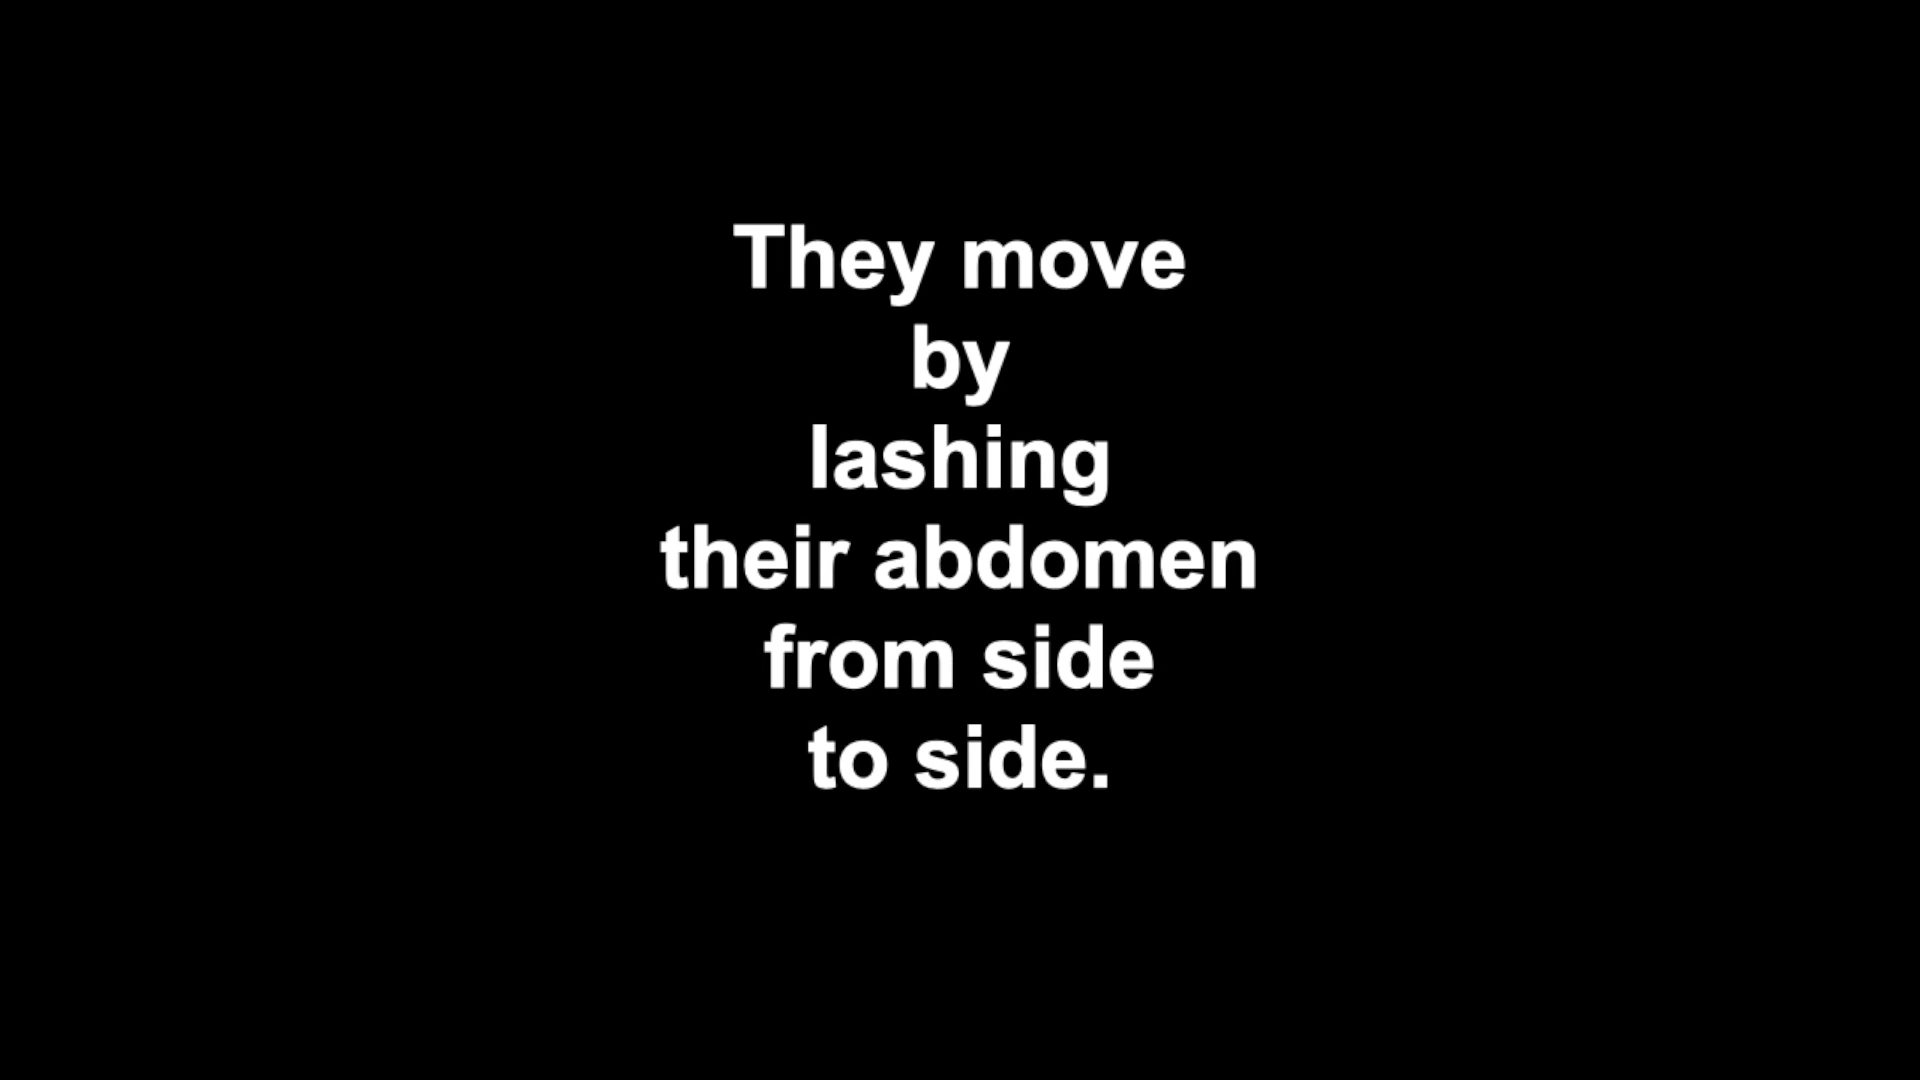 They move
by
lashing
their abdomen
from side
to side.